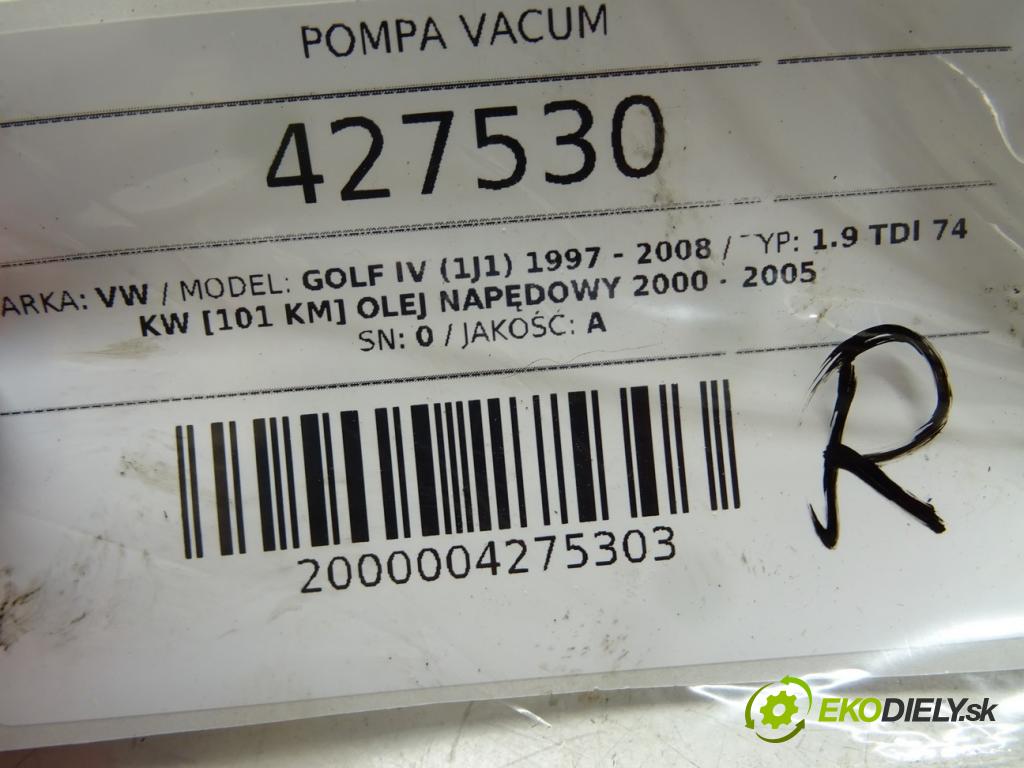 POMPA VACUM
427530
ARKA: VW / MODEL: GOLF IV (1J1) 1997 - 2008 / YP: 1.9 TDI 74
KW [101 KM] OLEJ NAPĘDOWY 2000 - 2005
SN: 0 / JAKOŚĆ: A
R
2000004275303
EKODIELY.sk